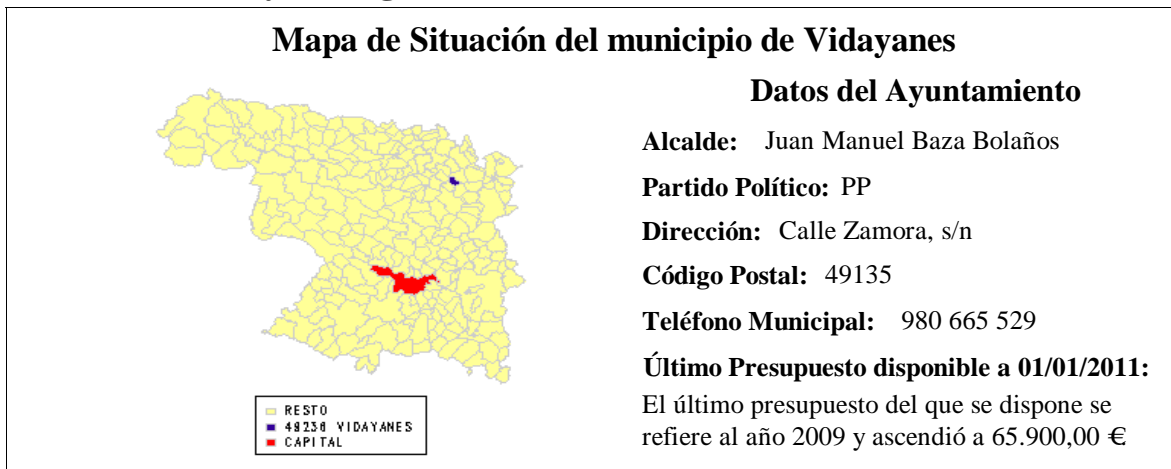 Mapa de Situación del municipio de Vidayanes
Datos del Ayuntamiento
Alcalde: Juan Manuel Baza Bolaños
Partido Político: PP
Dirección: Calle Zamora, s/n
Código Postal: 49135
Teléfono Municipal: 980 665 529
Último Presupuesto disponible a 01/01/2011:
El último presupuesto del que se dispone se
refiere al año 2009 y ascendió a 65.900,00 €
RESTO
49236 VIDAYANES
CAPITAL